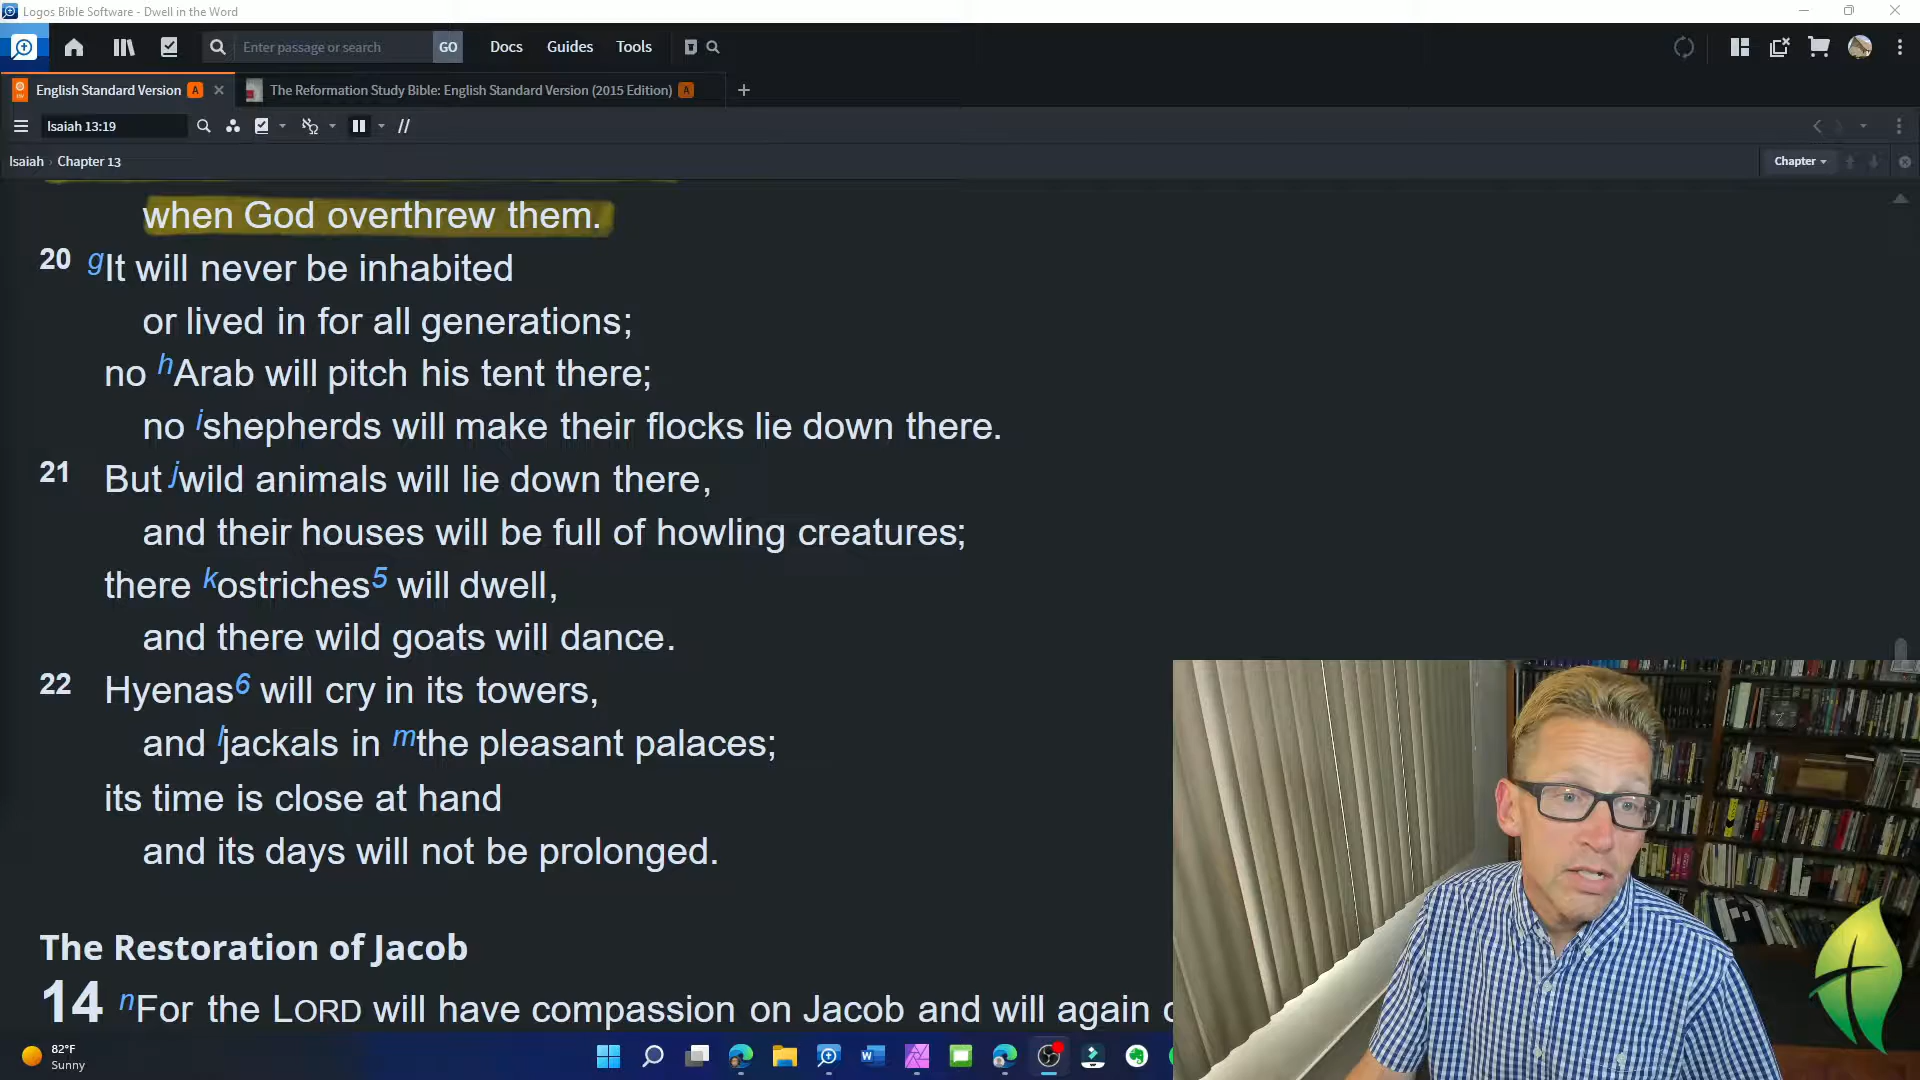 Logos Bible Software - Dwell in the Word
Enter passage or search GO Docs Guides Tools
English Standard Version A The Reformation Study Bible: English Standard Version (2015 Edition) A
Isaiah 13:19
Isaiah › Chapter 13 Chapter
when God overthrew them.
20 gIt will never be inhabited
or lived in for all generations;
no hArab will pitch his tent there;
no ishepherds will make their flocks lie down there.
21 But jwild animals will lie down there,
and their houses will be full of howling creatures;
there kostriches5 will dwell,
and there wild goats will dance.
22 Hyenas6 will cry in its towers,
and ljackals in mthe pleasant palaces;
its time is close at hand
and its days will not be prolonged.
The Restoration of Jacob
14 nFor the LORD will have compassion on Jacob and will again
82°F
Sunny